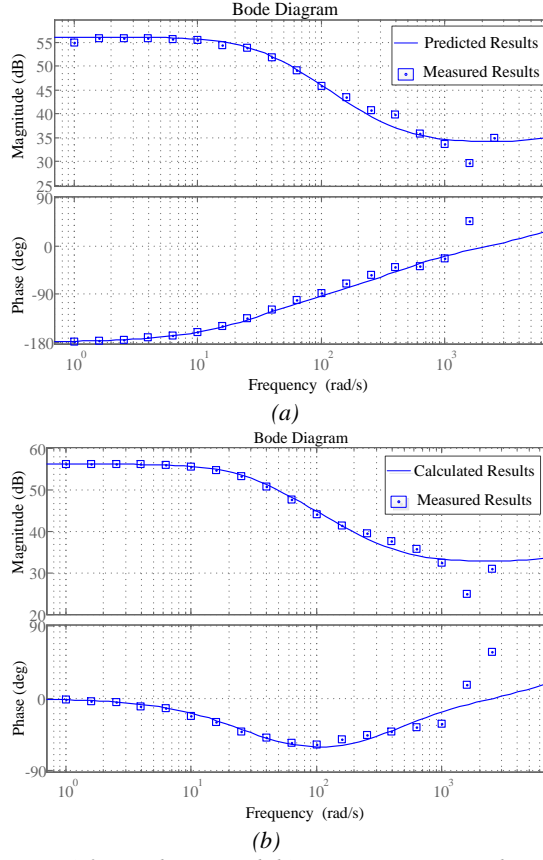 Bode Diagram
Magnitude (dB)
55
50
45
40
35
30
25
Predicted Results
Measured Results
Phase (deg)
90
0
-90
-180
10^0
10^1
10^2
10^3
Frequency (rad/s)
(a)
Bode Diagram
Magnitude (dB)
60
50
40
30
20
Calculated Results
Measured Results
Phase (deg)
90
0
-90
10^0
10^1
10^2
10^3
Frequency (rad/s)
(b)